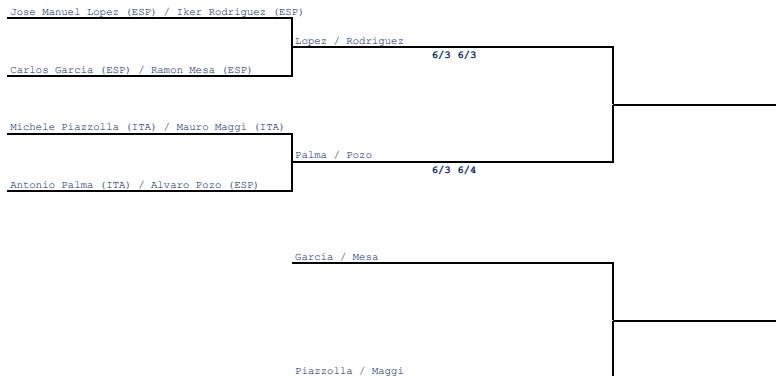 Jose Manuel Lopez (ESP) / Iker Rodriguez (ESP)
Lopez / Rodriguez
6/3 6/3
Carlos Garcia (ESP) / Ramon Mesa (ESP)
Michele Piazzolla (ITA) / Mauro Maggi (ITA)
Palma / Pozo
6/3 6/4
Antonio Palma (ITA) / Alvaro Pozo (ESP)
Garcia / Mesa
Piazzolla / Maggi